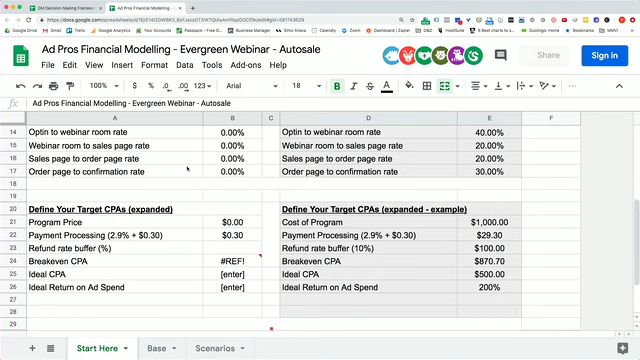 DM Decision Making Framework
Ad Pros Financial Modelling -
Ad Pros Financial Modelling - Evergreen Webinar - Autosale
File Edit View Insert Format Data Tools Add-ons Help
Share
Sign in
100% $ % .0 .00 123 Arial 18 B I S A
fx Ad Pros Financial Modelling - Evergreen Webinar - Autosale
A B C D E F
14 Optin to webinar room rate 0.00% Optin to webinar room rate 40.00%
15 Webinar room to sales page rate 0.00% Webinar room to sales page rate 20.00%
16 Sales page to order page rate 0.00% Sales page to order page rate 20.00%
17 Order page to confirmation rate 0.00% Order page to confirmation rate 30.00%
18
19
20 Define Your Target CPAs (expanded) Define Your Target CPAs (expanded - example)
21 Program Price $0.00 Cost of Program $1,000.00
22 Payment Processing (2.9% + $0.30) $0.30 Payment Processing (2.9% + $0.30) $29.30
23 Refund rate buffer (%) Refund rate buffer (10%) $100.00
24 Breakeven CPA #REF! Breakeven CPA $870.70
25 Ideal CPA [enter] Ideal CPA $500.00
26 Ideal Return on Ad Spend [enter] Ideal Return on Ad Spend 200%
27
28
29
Start Here Base Scenarios